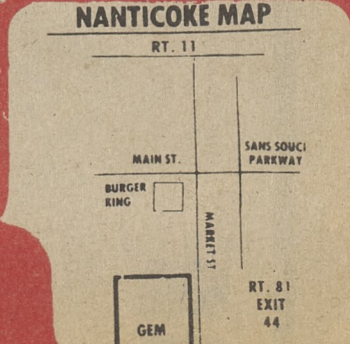 NANTICOKE MAP
RT. 11
MAIN ST.
SANS SOUCI
PARKWAY
BURGER
KING
MARKET ST
RT. 81
EXIT
44
GEM